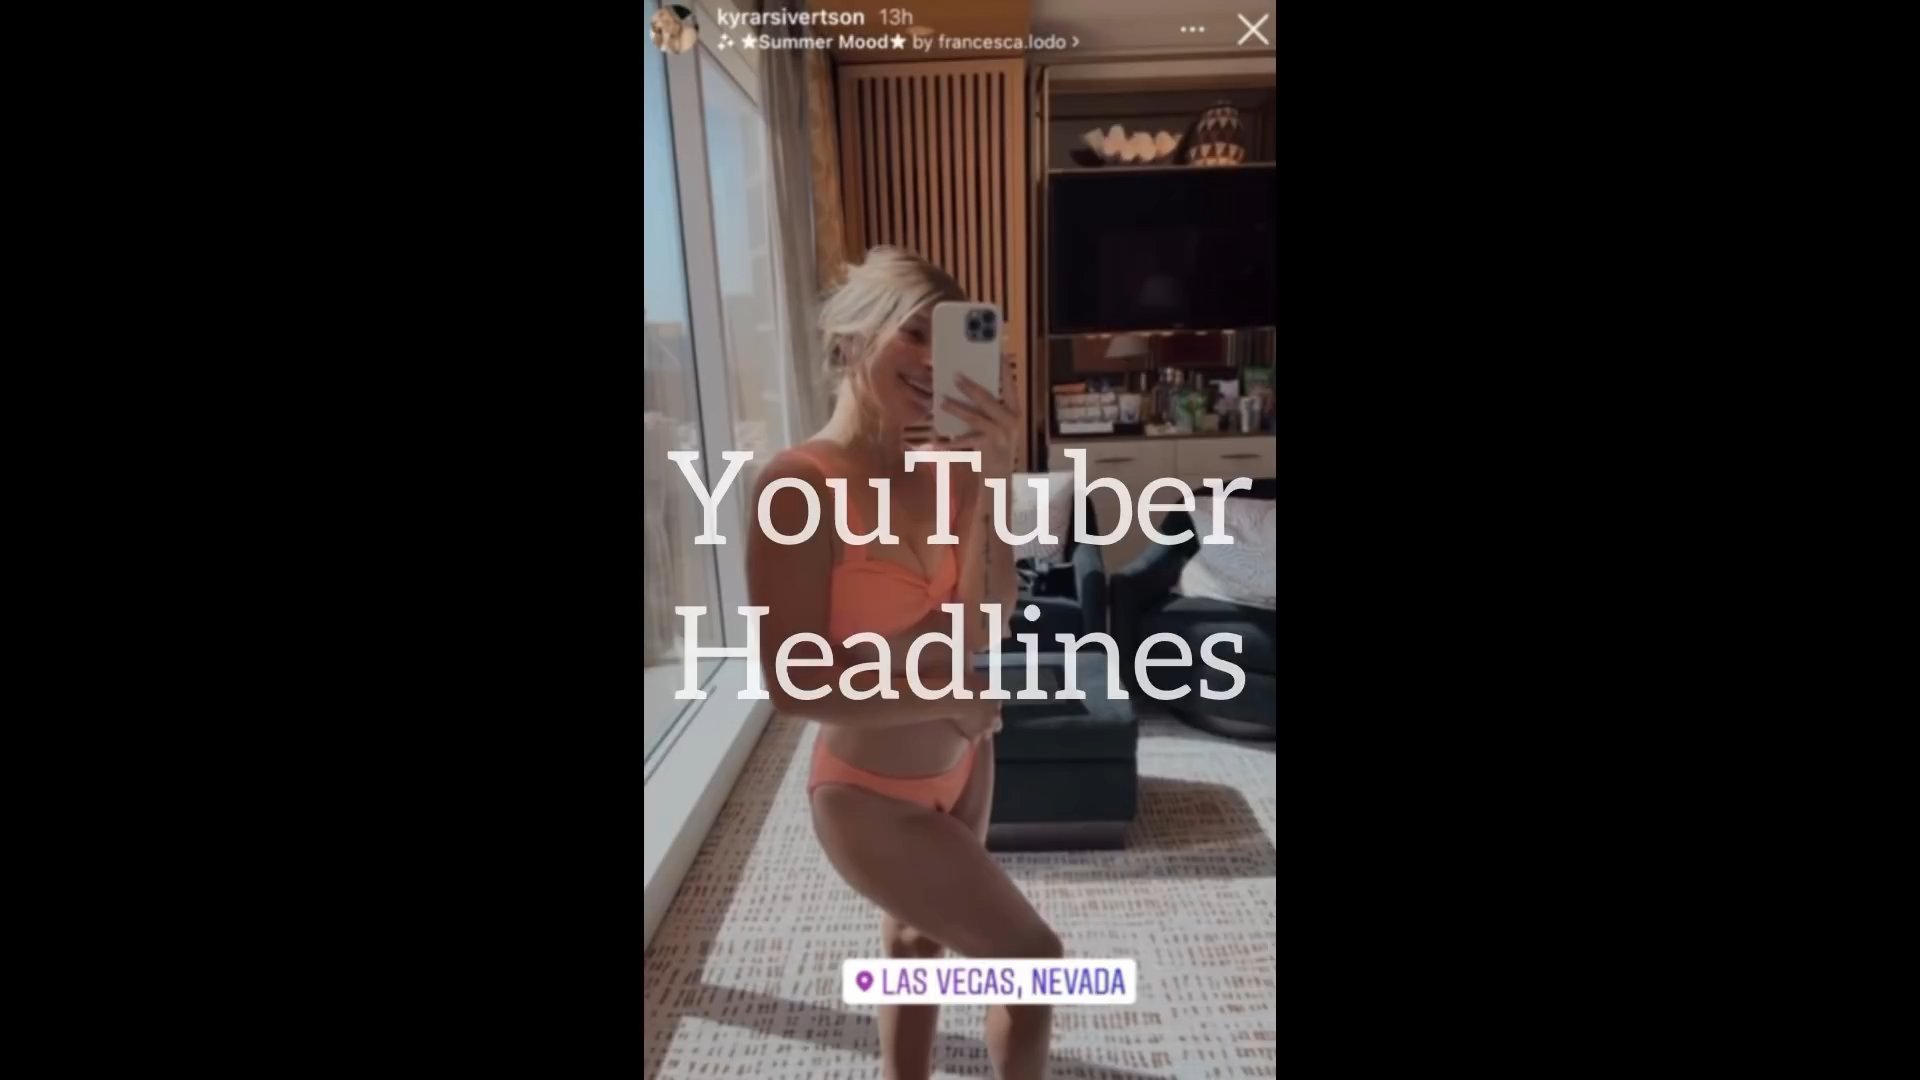 kyrarsivertson 13h
★Summer Mood★ by francesca.lodo >
YouTuber
Headlines
LAS VEGAS, NEVADA